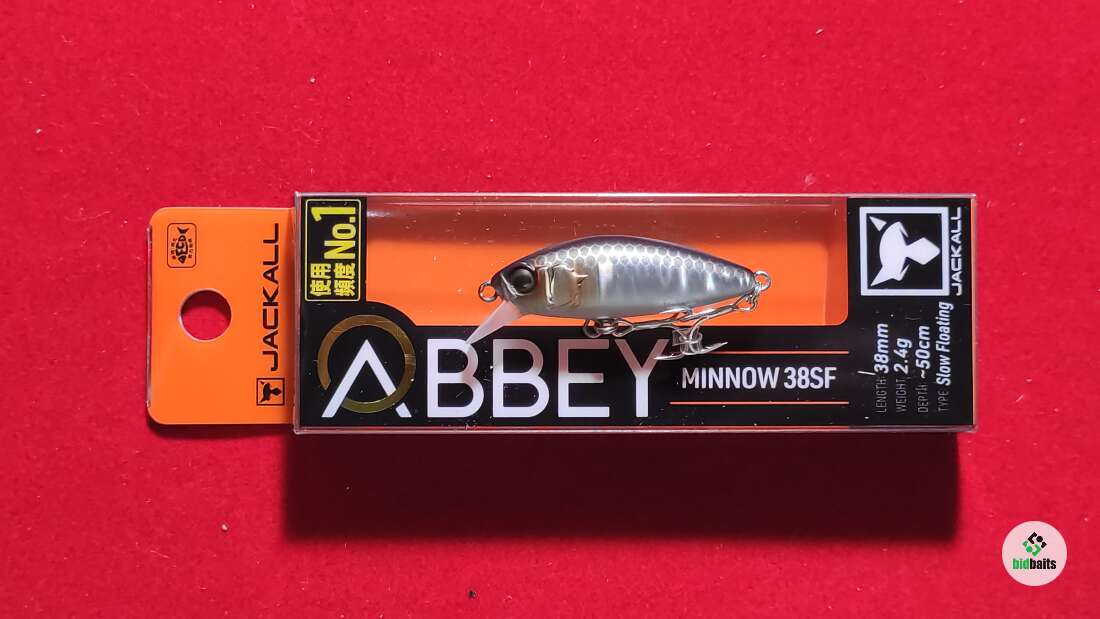 JACKALL
使用
頻度
No.1
ABBEY
MINNOW 38SF
JACKALL
LENGTH 38mm
WEIGHT 2.4g
DEPTH ~50cm
TYPE Slow Floating
bidbaits